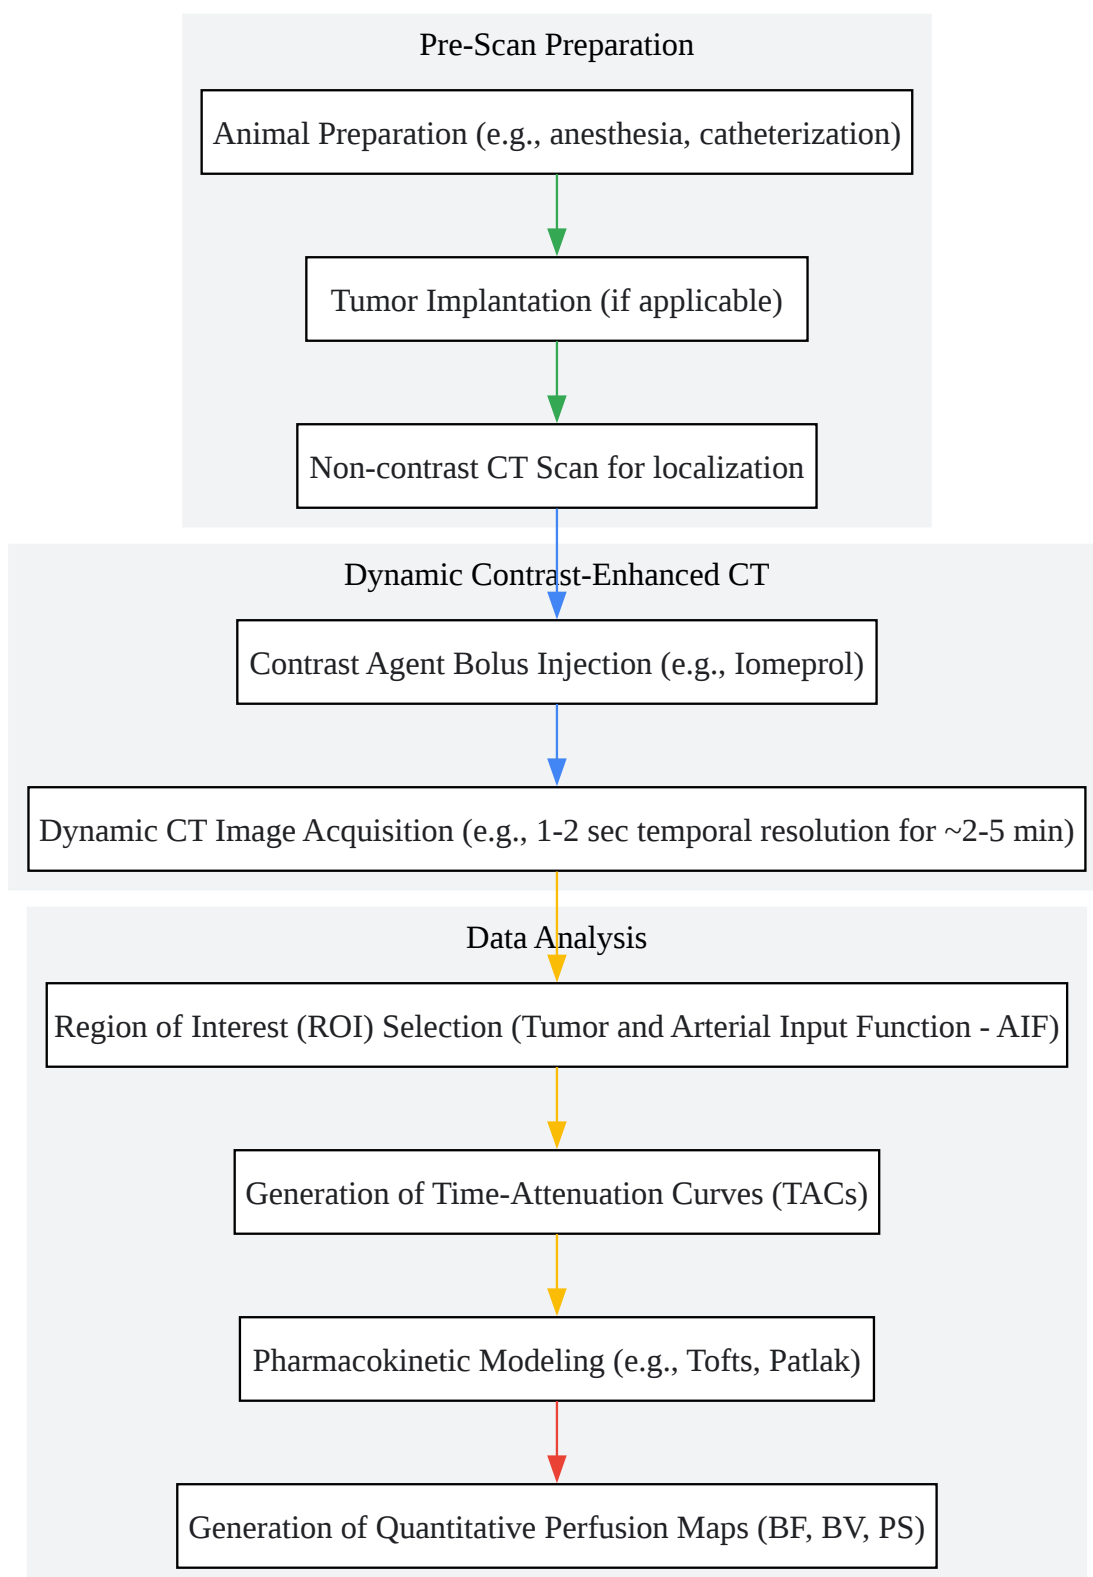 Pre-Scan Preparation
Animal Preparation (e.g., anesthesia, catheterization)
Tumor Implantation (if applicable)
Non-contrast CT Scan for localization
Dynamic Contrast-Enhanced CT
Contrast Agent Bolus Injection (e.g., Iomeprol)
Dynamic CT Image Acquisition (e.g., 1-2 sec temporal resolution for ~2-5 min)
Data Analysis
Region of Interest (ROI) Selection (Tumor and Arterial Input Function - AIF)
Generation of Time-Attenuation Curves (TACs)
Pharmacokinetic Modeling (e.g., Tofts, Patlak)
Generation of Quantitative Perfusion Maps (BF, BV, PS)